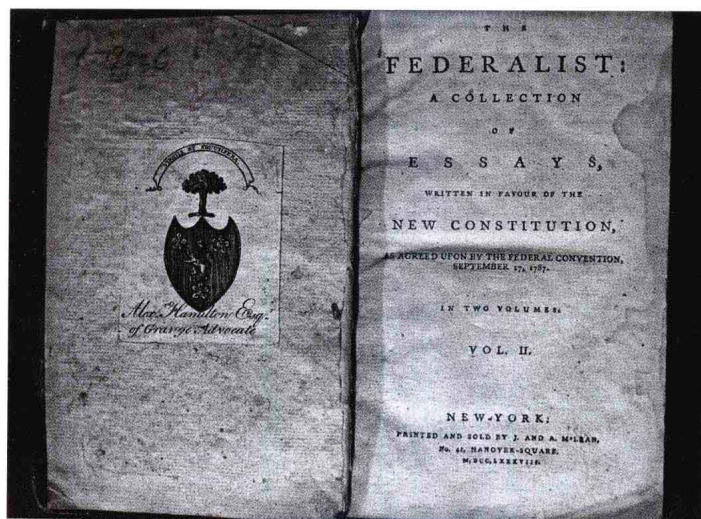 Alex. Hamilton Esqr.
of Grange Advocate
THE
FEDERALIST:
A COLLECTION
OF
ESSAYS,
WRITTEN IN FAVOUR OF THE
NEW CONSTITUTION,
AS AGREED UPON BY THE FEDERAL CONVENTION,
SEPTEMBER 17, 1787.
IN TWO VOLUMES.
VOL. II.
NEW-YORK:
PRINTED AND SOLD BY J. AND A. M'LEAN,
No. 41, HANOVER-SQUARE.
M,DCC,LXXXVIII.